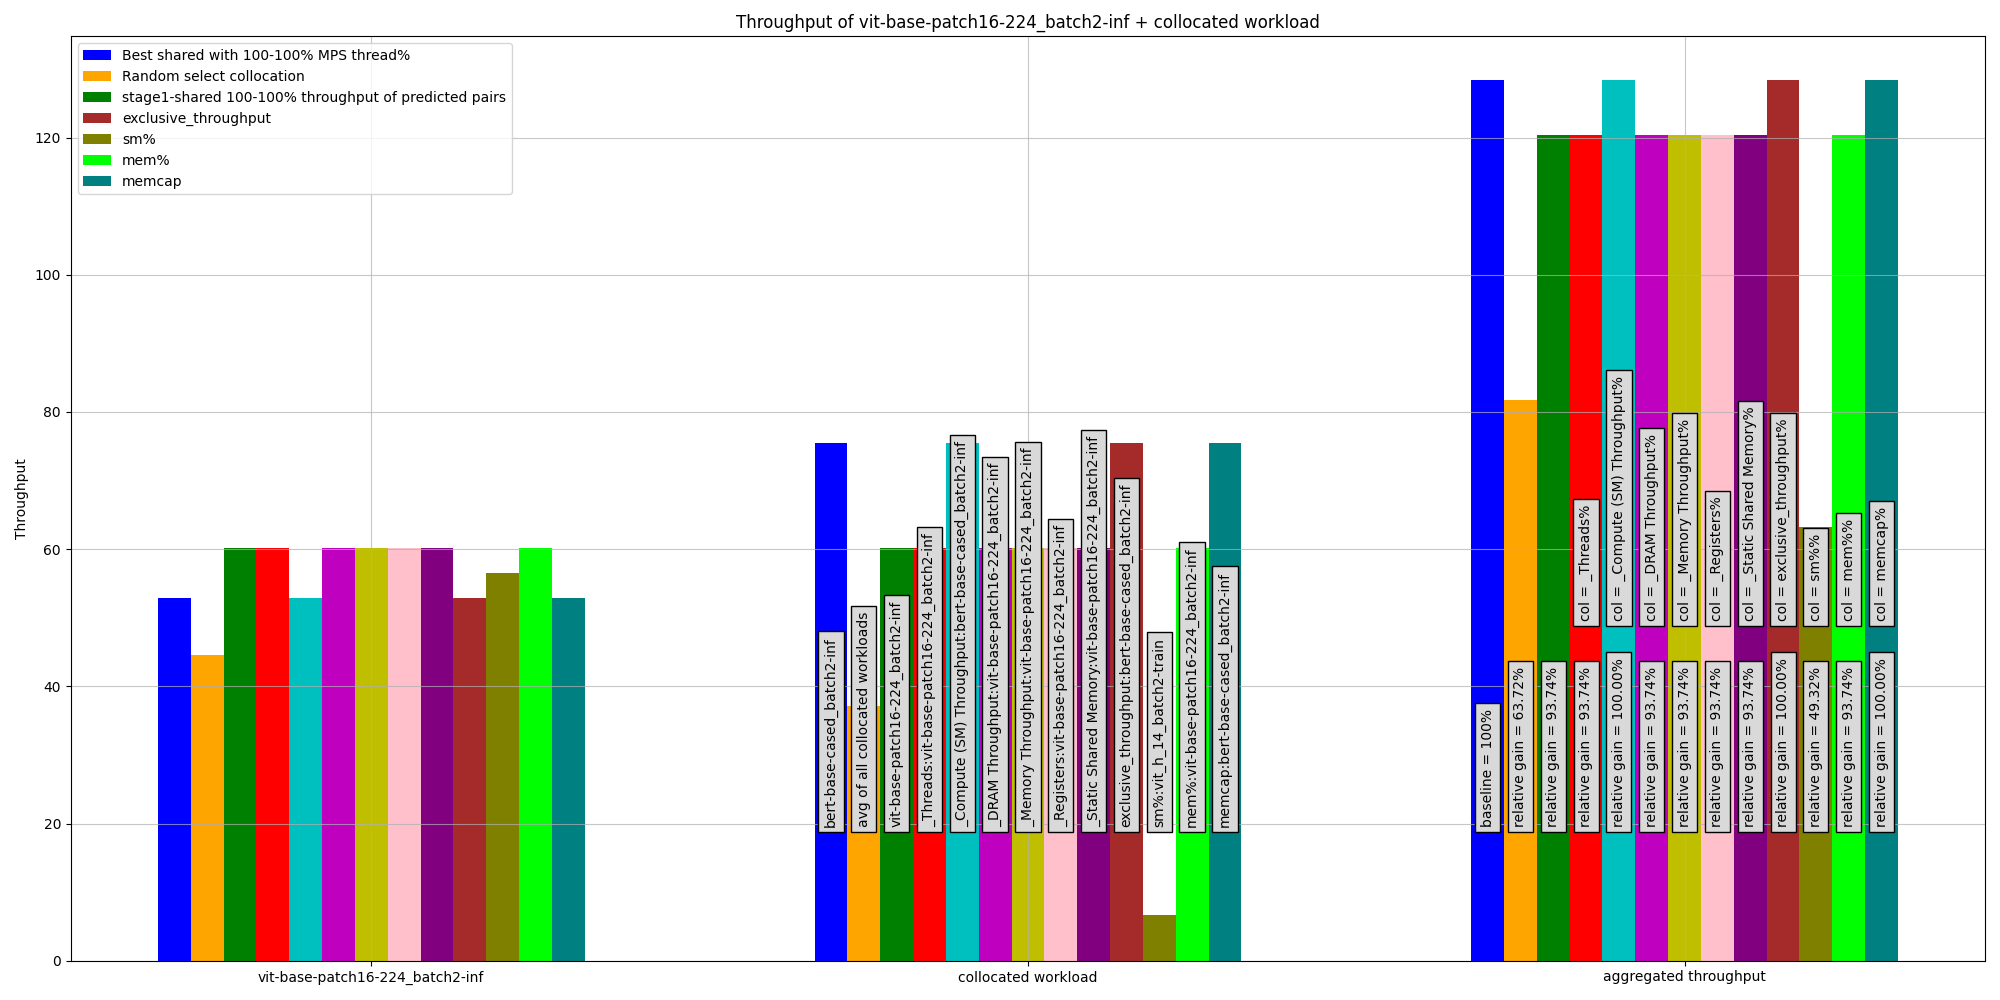 Throughput of vit-base-patch16-224_batch2-inf + collocated workload
Best shared with 100-100% MPS thread%
Random select collocation
stage1-shared 100-100% throughput of predicted pairs
exclusive_throughput
sm%
mem%
memcap
Throughput
120
100
80
60
40
20
0
bert-base-cased_batch2-inf
avg of all collocated workloads
vit-base-patch16-224_batch2-inf
_Threads:vit-base-patch16-224_batch2-inf
_Compute (SM) Throughput:bert-base-cased_batch2-inf
_DRAM Throughput:vit-base-patch16-224_batch2-inf
_Memory Throughput:vit-base-patch16-224_batch2-inf
_Registers:vit-base-patch16-224_batch2-inf
_Static Shared Memory:vit-base-patch16-224_batch2-inf
exclusive_throughput:bert-base-cased_batch2-inf
sm%:vit_h_14_batch2-train
mem%:vit-base-patch16-224_batch2-inf
memcap:bert-base-cased_batch2-inf
col = _Threads%
col = _Compute (SM) Throughput%
col = _DRAM Throughput%
col = _Memory Throughput%
col = _Registers%
col = _Static Shared Memory%
col = exclusive_throughput%
col = sm%%
col = mem%%
col = memcap%
baseline = 100%
relative gain = 63.72%
relative gain = 93.74%
relative gain = 93.74%
relative gain = 100.00%
relative gain = 93.74%
relative gain = 93.74%
relative gain = 93.74%
relative gain = 93.74%
relative gain = 100.00%
relative gain = 49.32%
relative gain = 93.74%
relative gain = 100.00%
vit-base-patch16-224_batch2-inf
collocated workload
aggregated throughput